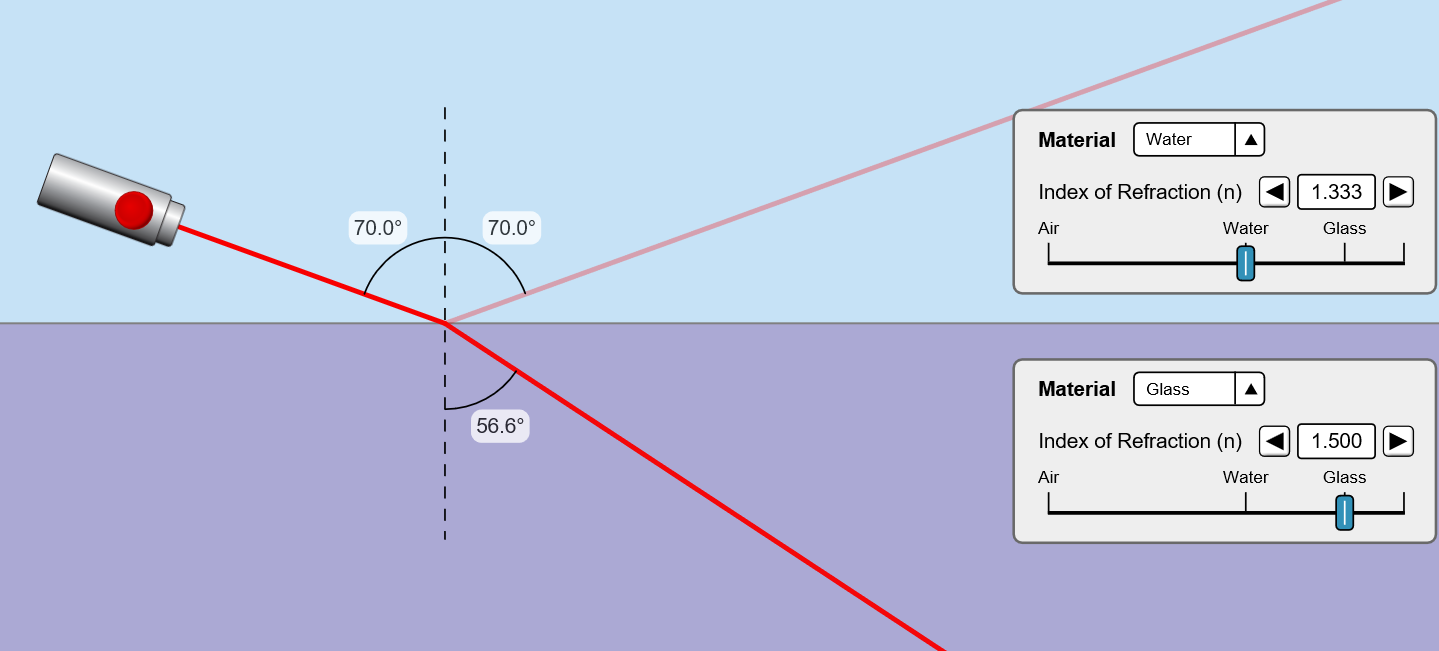 70.0°
70.0°
56.6°
Material Water ▲
Index of Refraction (n) ◀ 1.333 ▶
Air Water Glass
Material Glass ▲
Index of Refraction (n) ◀ 1.500 ▶
Air Water Glass